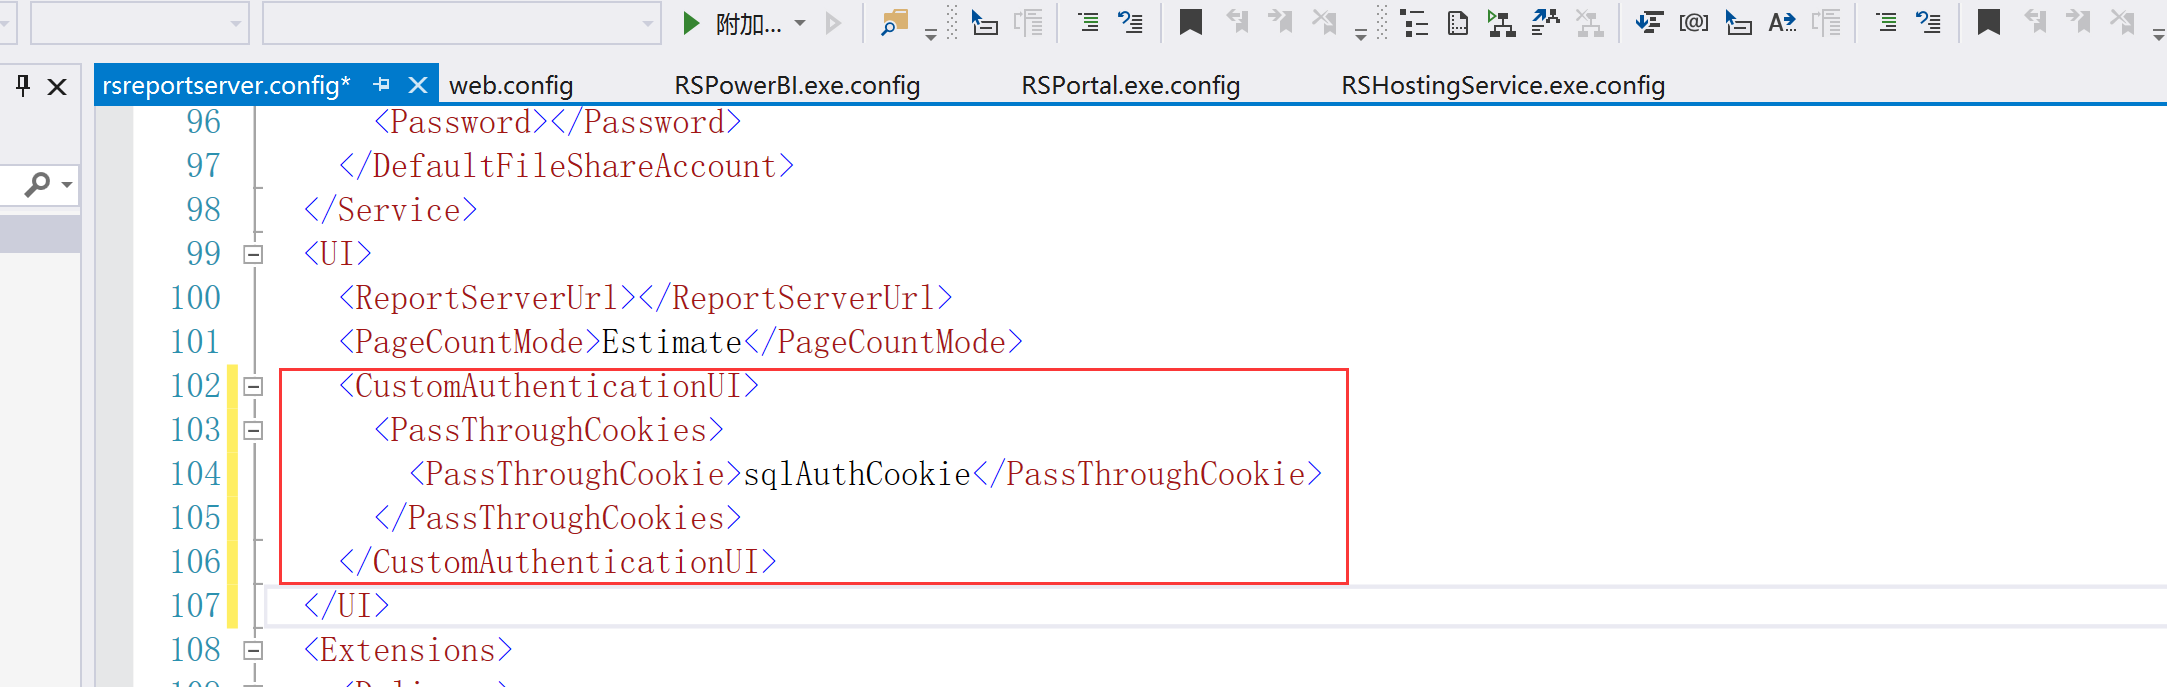 附加...
rsreportserver.config* web.config RSPowerBI.exe.config RSPortal.exe.config RSHostingService.exe.config
96 <Password></Password>
97 </DefaultFileShareAccount>
98 </Service>
99 <UI>
100 <ReportServerUrl></ReportServerUrl>
101 <PageCountMode>Estimate</PageCountMode>
102 <CustomAuthenticationUI>
103 <PassThroughCookies>
104 <PassThroughCookie>sqlAuthCookie</PassThroughCookie>
105 </PassThroughCookies>
106 </CustomAuthenticationUI>
107 </UI>
108 <Extensions>